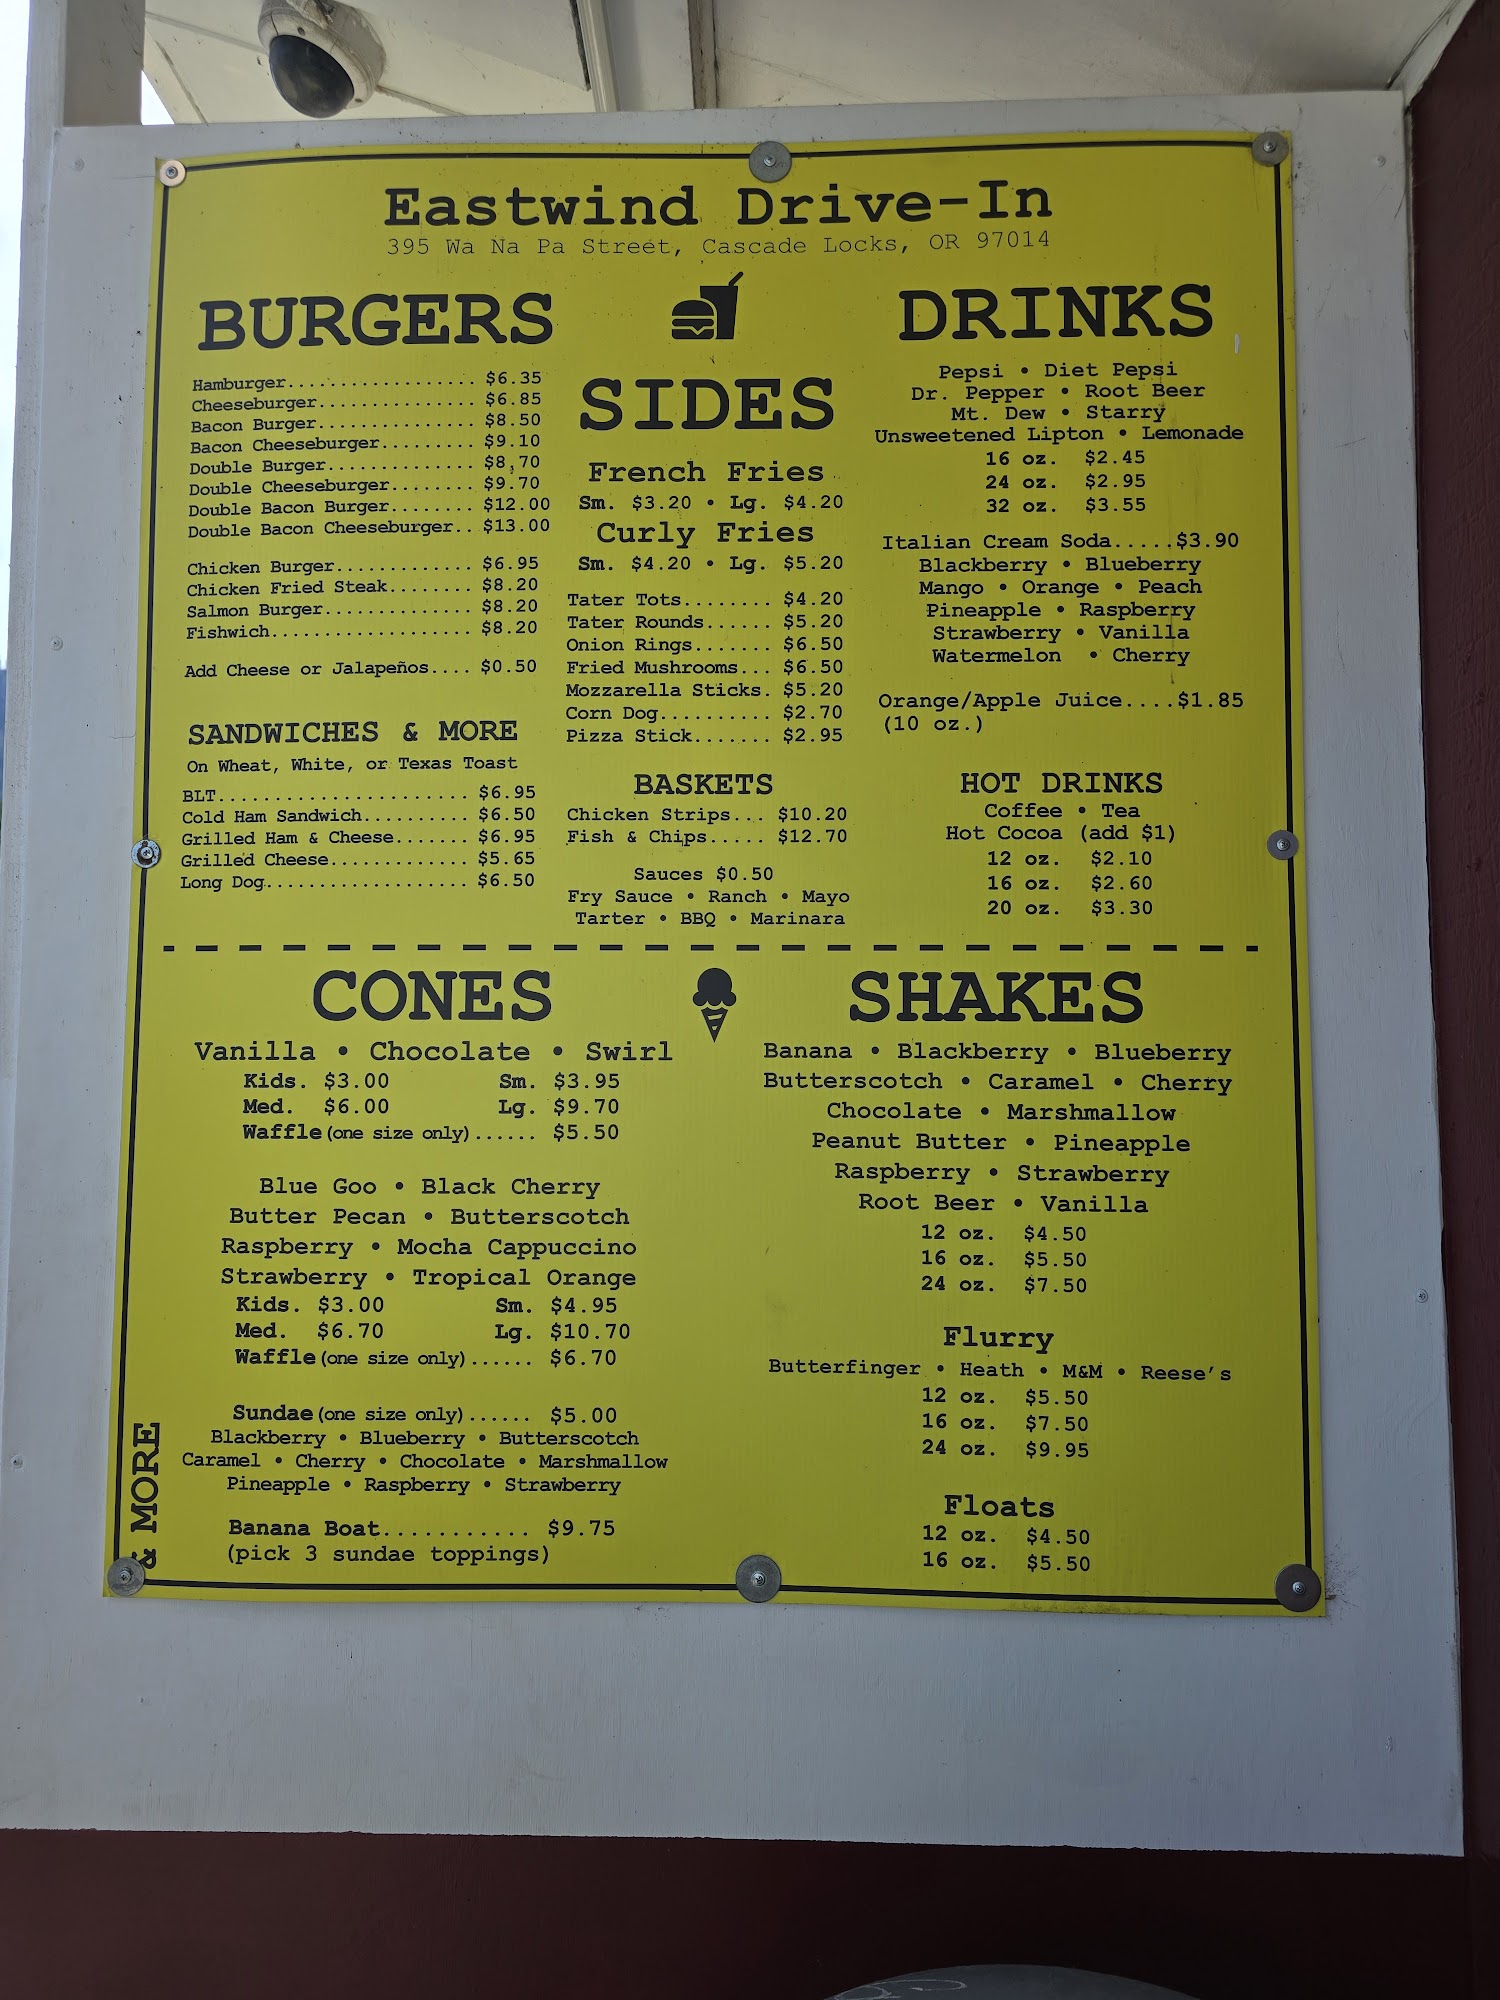 Eastwind Drive-In
395 Wa Na Pa Street, Cascade Locks, OR 97014
BURGERS
Hamburger................. $6.35
Cheeseburger.............. $6.85
Bacon Burger.............. $8.50
Bacon Cheeseburger........ $9.10
Double Burger............. $8,70
Double Cheeseburger....... $9.70
Double Bacon Burger....... $12.00
Double Bacon Cheeseburger.. $13.00
Chicken Burger............ $6.95
Chicken Fried Steak....... $8.20
Salmon Burger............. $8.20
Fishwich.................. $8.20
Add Cheese or Jalapeños.... $0.50
SANDWICHES & MORE
On Wheat, White, or Texas Toast
BLT...................... $6.95
Cold Ham Sandwich.......... $6.50
Grilled Ham & Cheese....... $6.95
Grilled Cheese............ $5.65
Long Dog.................. $6.50
SIDES
French Fries
Sm. $3.20 • Lg. $4.20
Curly Fries
Sm. $4.20 • Lg. $5.20
Tater Tots........ $4.20
Tater Rounds...... $5.20
Onion Rings....... $6.50
Fried Mushrooms... $6.50
Mozzarella Sticks. $5.20
Corn Dog.......... $2.70
Pizza Stick....... $2.95
BASKETS
Chicken Strips... $10.20
Fish & Chips..... $12.70
Sauces $0.50
Fry Sauce • Ranch • Mayo
Tarter • BBQ • Marinara
DRINKS
Pepsi • Diet Pepsi
Dr. Pepper • Root Beer
Mt. Dew • Starry
Unsweetened Lipton • Lemonade
16 oz. $2.45
24 oz. $2.95
32 oz. $3.55
Italian Cream Soda.....$3.90
Blackberry • Blueberry
Mango • Orange • Peach
Pineapple • Raspberry
Strawberry • Vanilla
Watermelon • Cherry
Orange/Apple Juice....$1.85
(10 oz.)
HOT DRINKS
Coffee • Tea
Hot Cocoa (add $1)
12 oz. $2.10
16 oz. $2.60
20 oz. $3.30
CONES
Vanilla • Chocolate • Swirl
Kids. $3.00 Sm. $3.95
Med. $6.00 Lg. $9.70
Waffle(one size only)...... $5.50
Blue Goo • Black Cherry
Butter Pecan • Butterscotch
Raspberry • Mocha Cappuccino
Strawberry • Tropical Orange
Kids. $3.00 Sm. $4.95
Med. $6.70 Lg. $10.70
Waffle(one size only)...... $6.70
Sundae(one size only)...... $5.00
Blackberry • Blueberry • Butterscotch
Caramel • Cherry • Chocolate • Marshmallow
Pineapple • Raspberry • Strawberry
Banana Boat........... $9.75
(pick 3 sundae toppings)
& MORE
SHAKES
Banana • Blackberry • Blueberry
Butterscotch • Caramel • Cherry
Chocolate • Marshmallow
Peanut Butter • Pineapple
Raspberry • Strawberry
Root Beer • Vanilla
12 oz. $4.50
16 oz. $5.50
24 oz. $7.50
Flurry
Butterfinger • Heath • M&M • Reese's
12 oz. $5.50
16 oz. $7.50
24 oz. $9.95
Floats
12 oz. $4.50
16 oz. $5.50